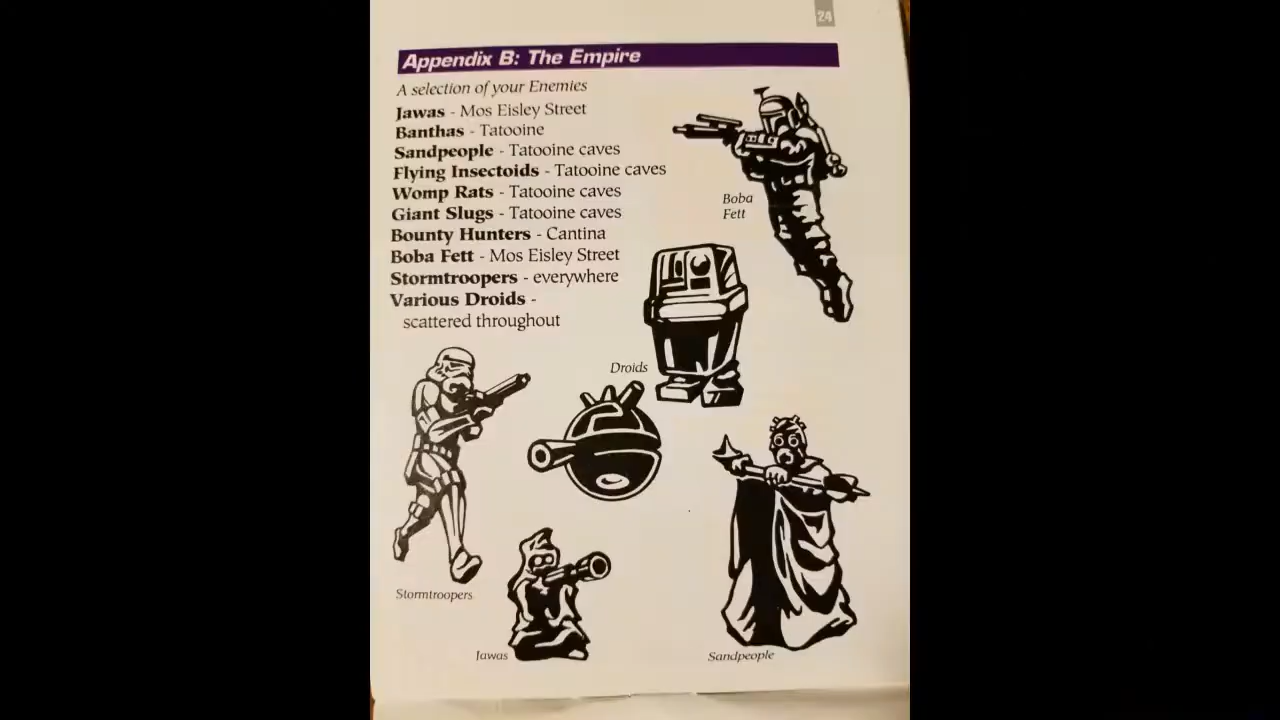 24
Appendix B: The Empire
A selection of your Enemies
Jawas - Mos Eisley Street
Banthas - Tatooine
Sandpeople - Tatooine caves
Flying Insectoids - Tatooine caves
Womp Rats - Tatooine caves
Giant Slugs - Tatooine caves
Bounty Hunters - Cantina
Boba Fett - Mos Eisley Street
Stormtroopers - everywhere
Various Droids -
scattered throughout
Boba
Fett
Droids
Stormtroopers
Jawas
Sandpeople